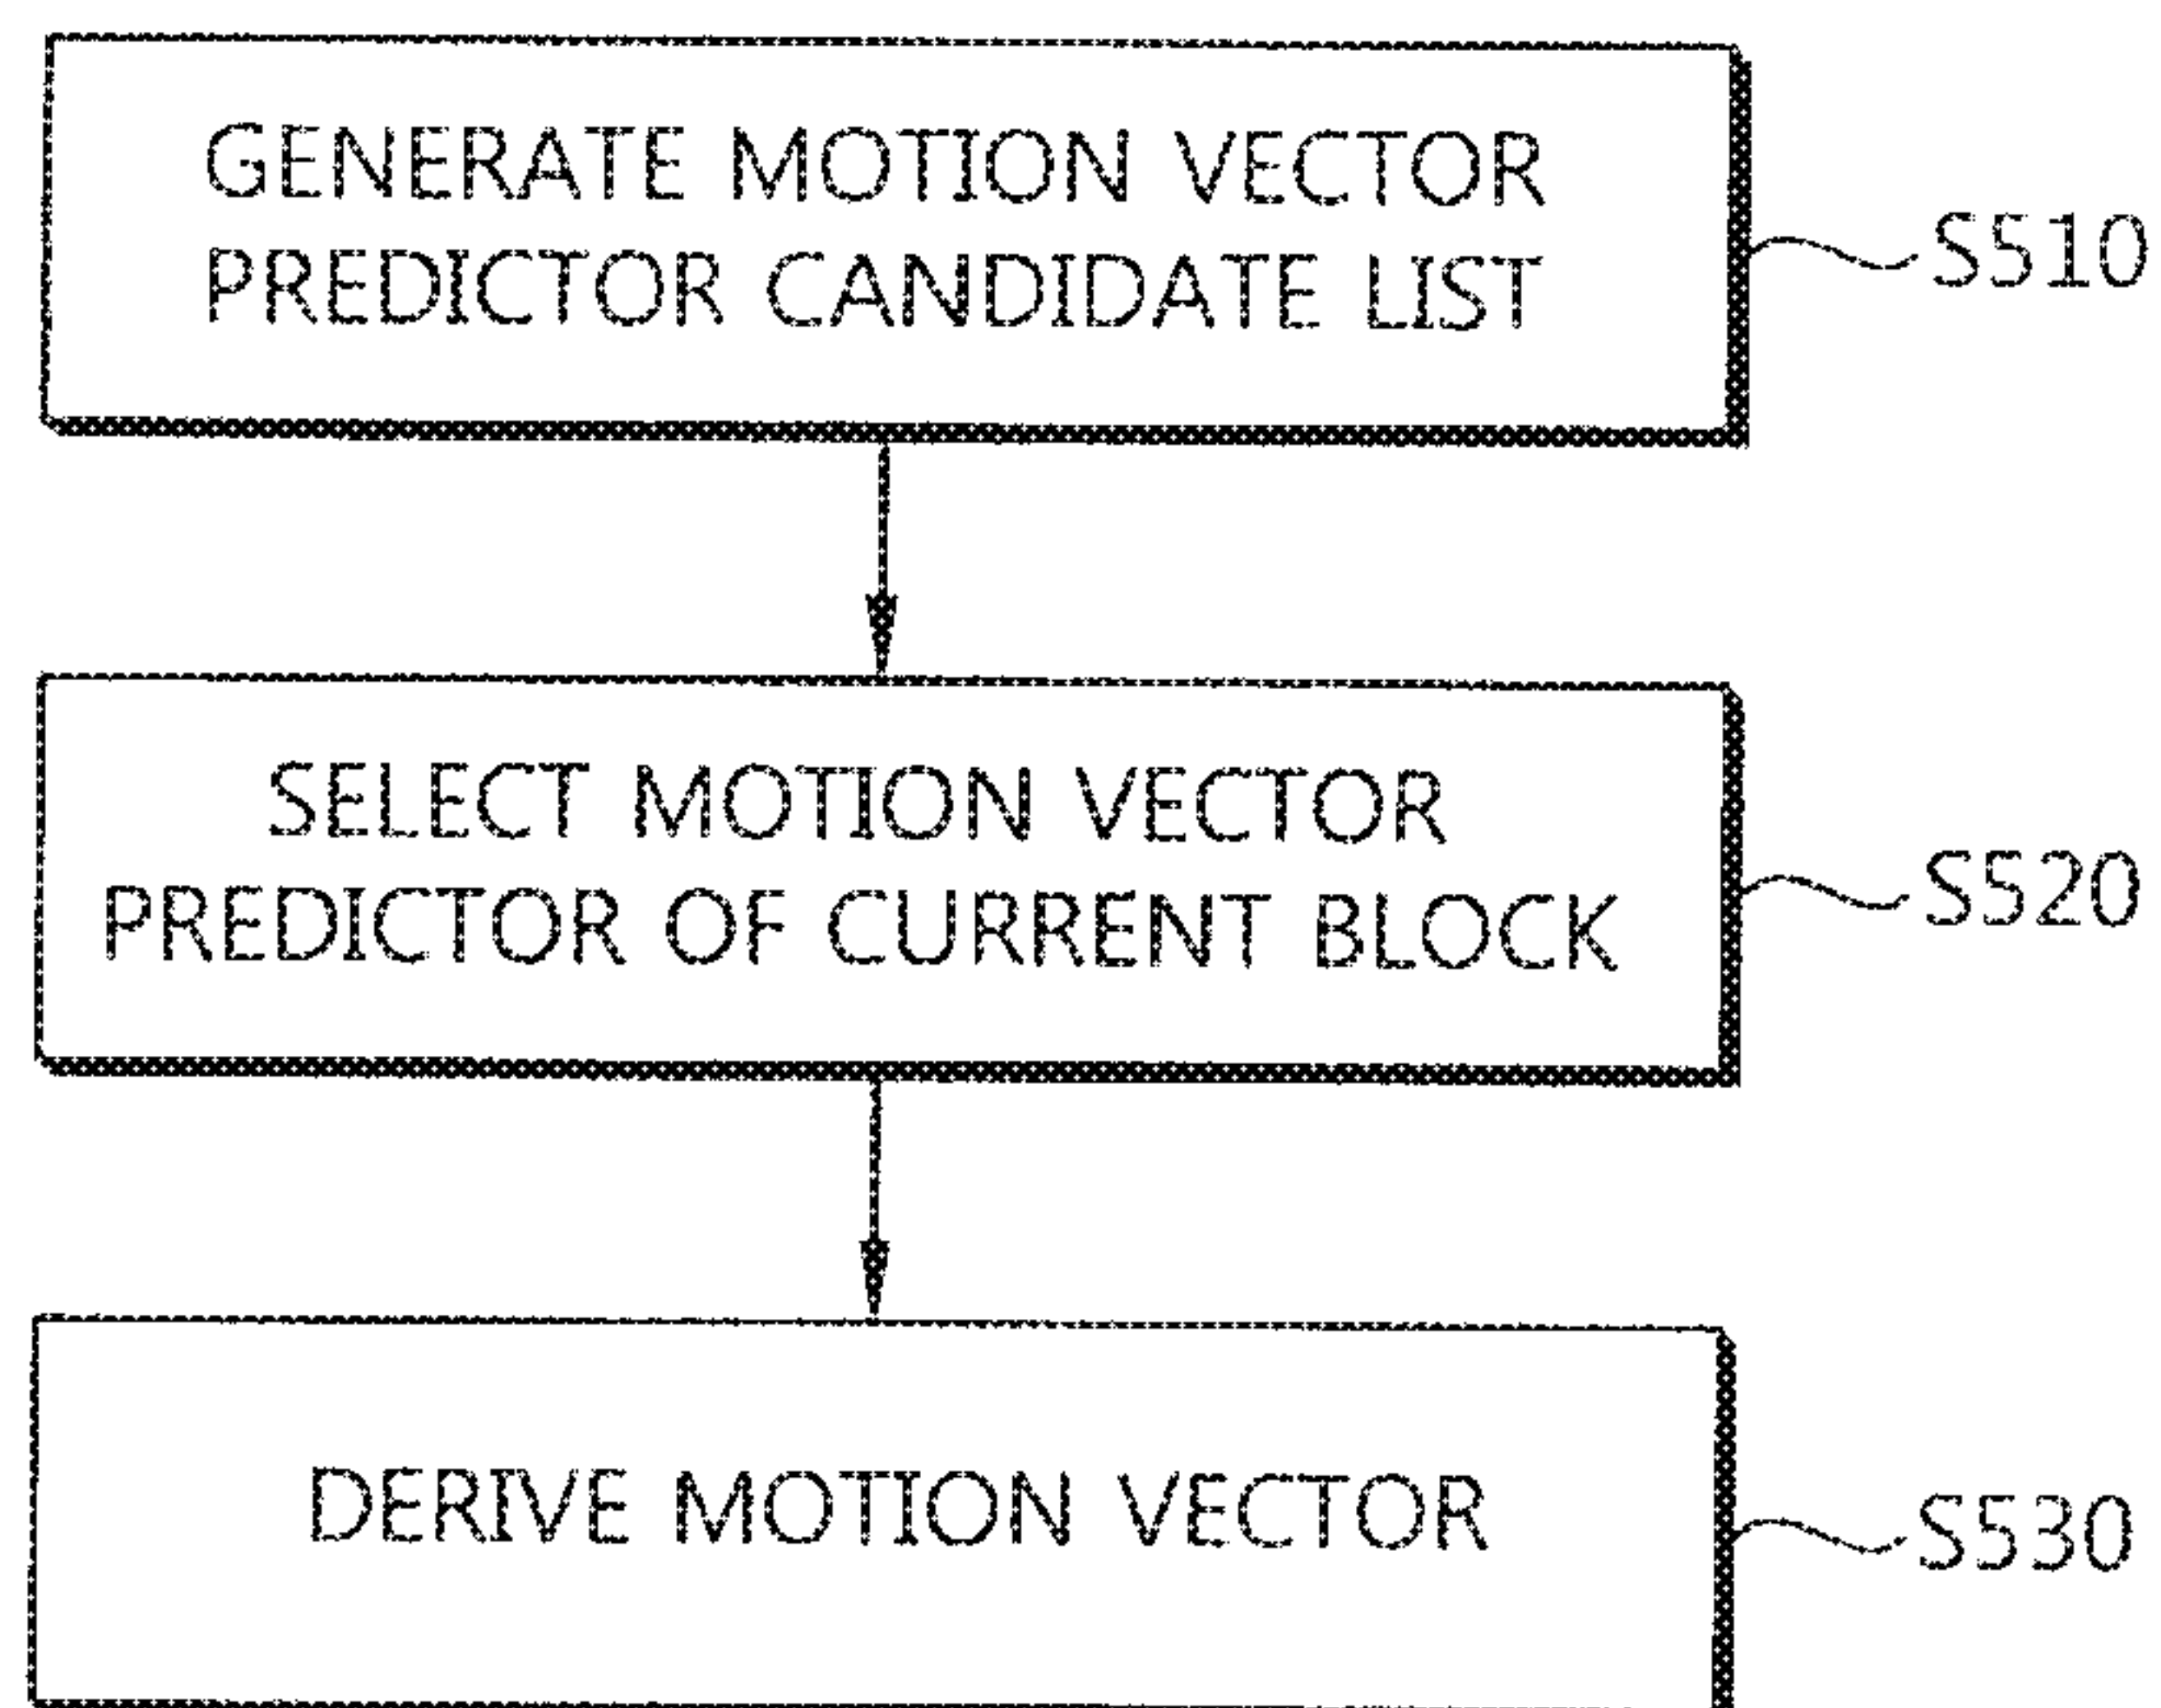 GENERATE MOTION VECTOR
PREDICTOR CANDIDATE LIST
S510
SELECT MOTION VECTOR
PREDICTOR OF CURRENT BLOCK
S520
DERIVE MOTION VECTOR
S530